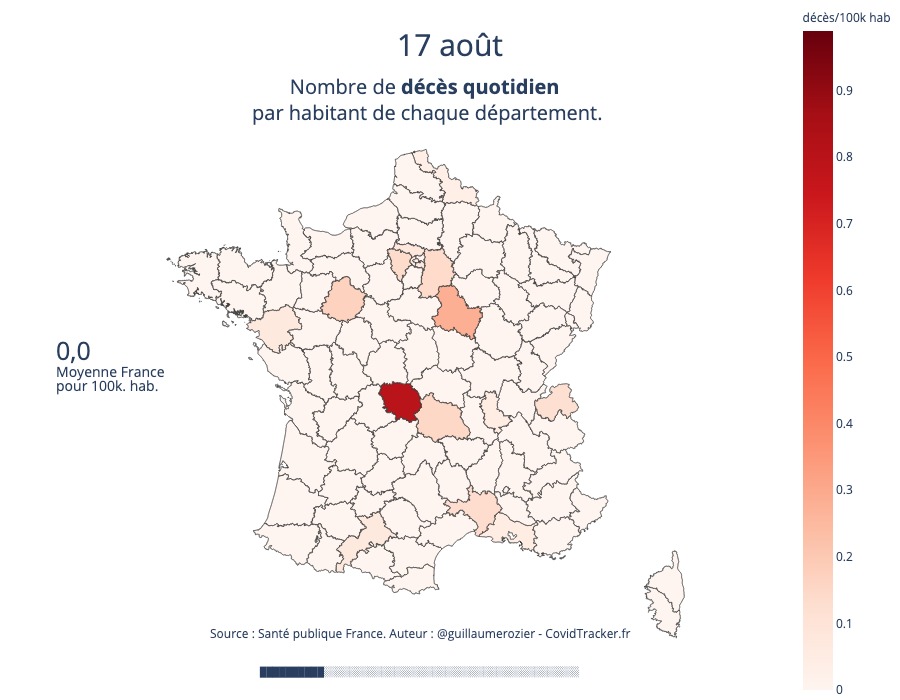 décès/100k hab
17 août
Nombre de décès quotidien
par habitant de chaque département.
0.9
0.8
0.7
0.6
0.5
0.4
0.3
0.2
0.1
0
0,0
Moyenne France
pour 100k. hab.
Source : Santé publique France. Auteur : @guillaumerozier - CovidTracker.fr